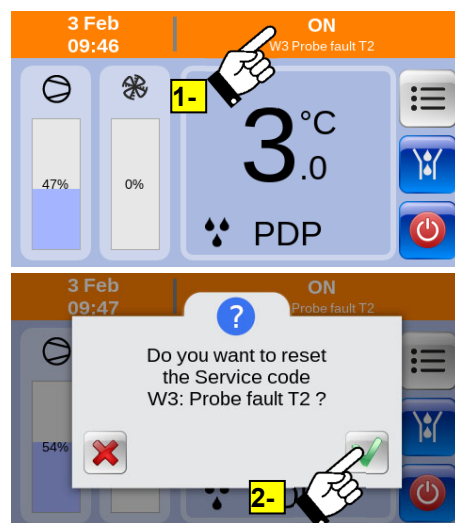 3 Feb
09:46
ON
W3 Probe fault T2
1-
47%
0%
3.0 °C
PDP
3 Feb
09:47
ON
Probe fault T2
?
Do you want to reset
the Service code
W3: Probe fault T2 ?
54%
2-